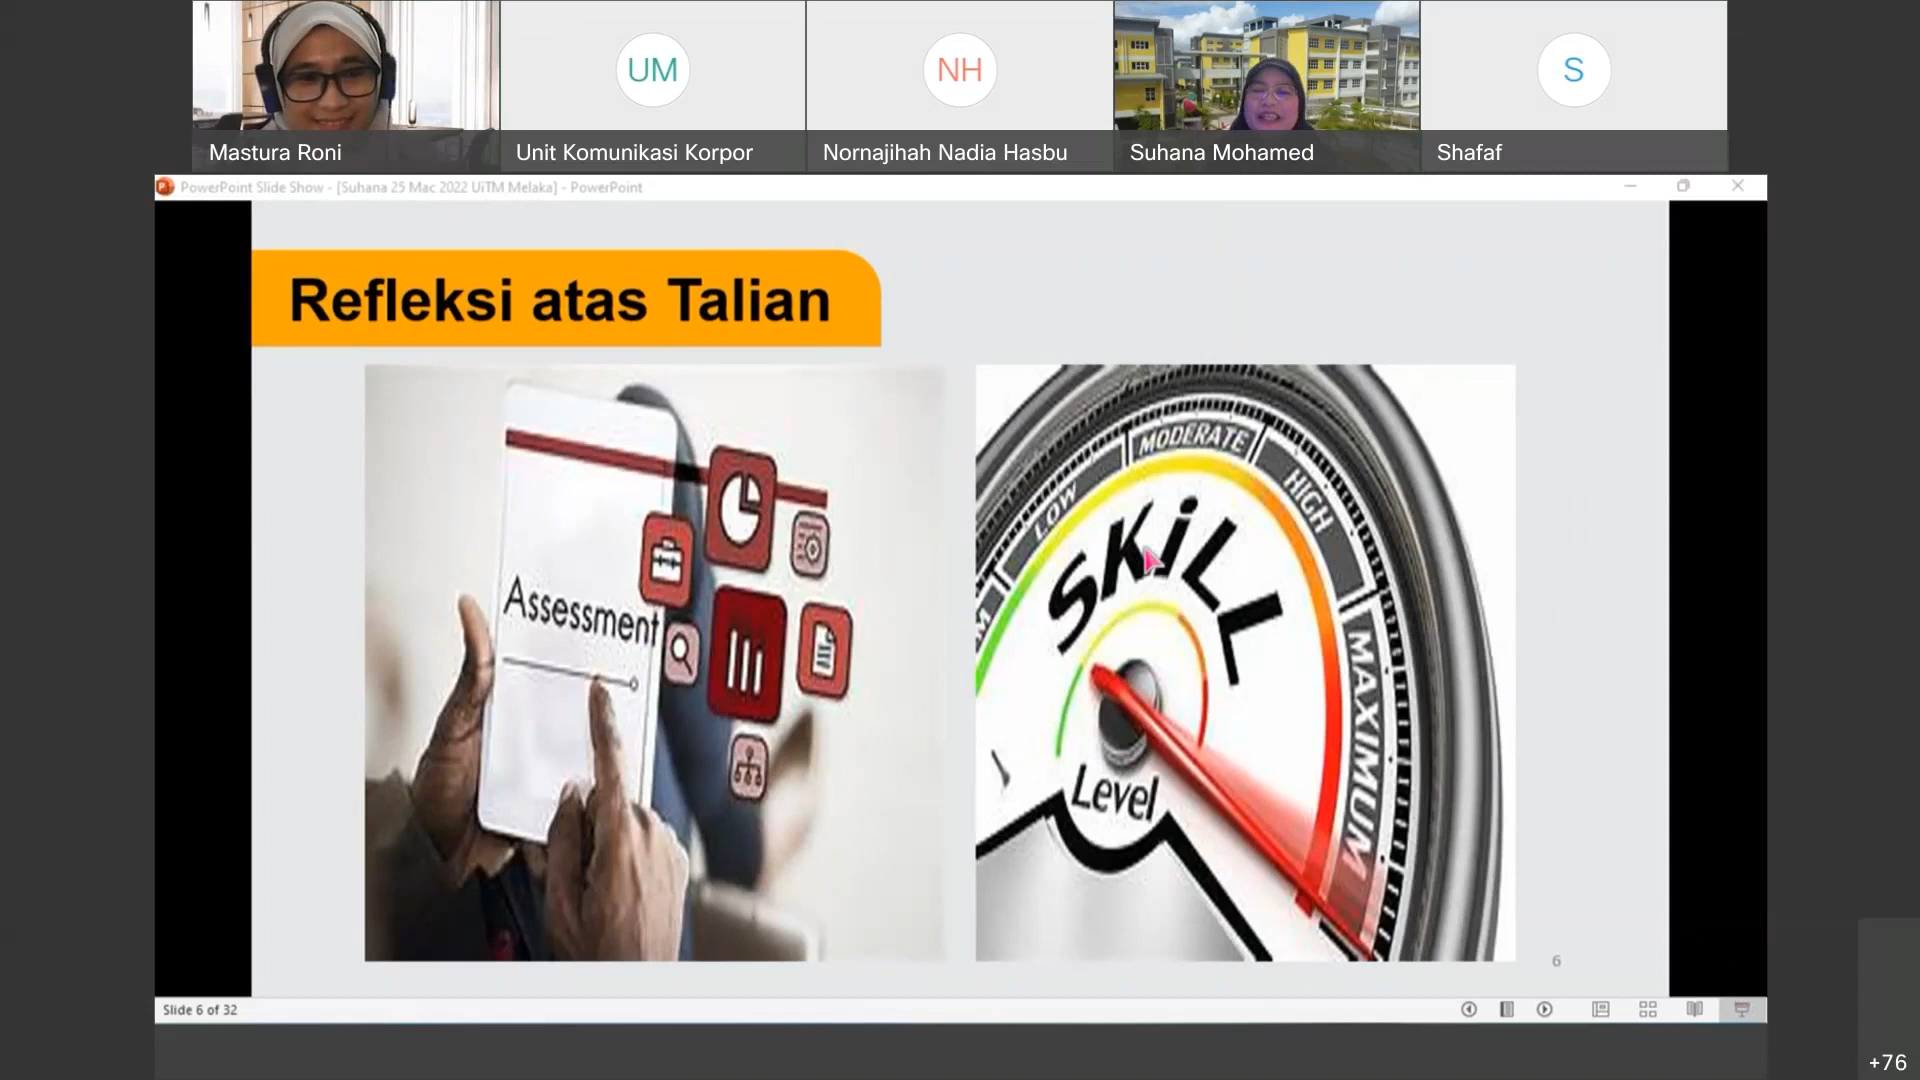 UM
NH
S
Mastura Roni
Unit Komunikasi Korpor
Nornajihah Nadia Hasbu
Suhana Mohamed
Shafaf
PowerPoint Slide Show - [Suhana 25 Mac 2022 UiTM Melaka] - PowerPoint
Refleksi atas Talian
Assessment
LOW
MODERATE
HIGH
MAXIMUM
SKiLL
Level
6
Slide 6 of 32
+76